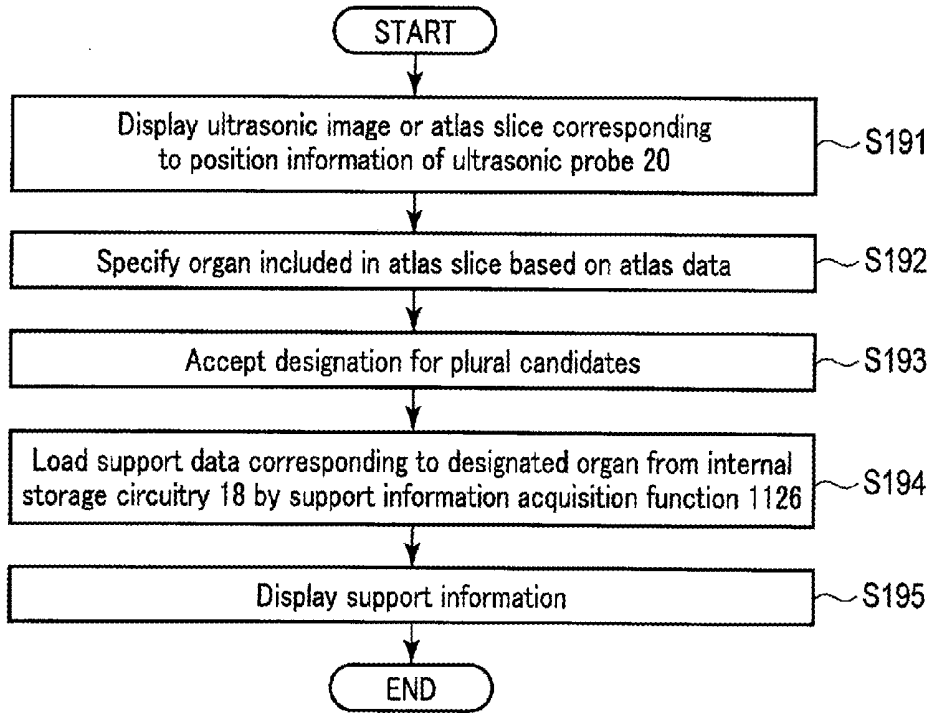 START
Display ultrasonic image or atlas slice corresponding
to position information of ultrasonic probe 20
S191
Specify organ included in atlas slice based on atlas data
S192
Accept designation for plural candidates
S193
Load support data corresponding to designated organ from internal
storage circuitry 18 by support information acquisition function 1126
S194
Display support information
S195
END